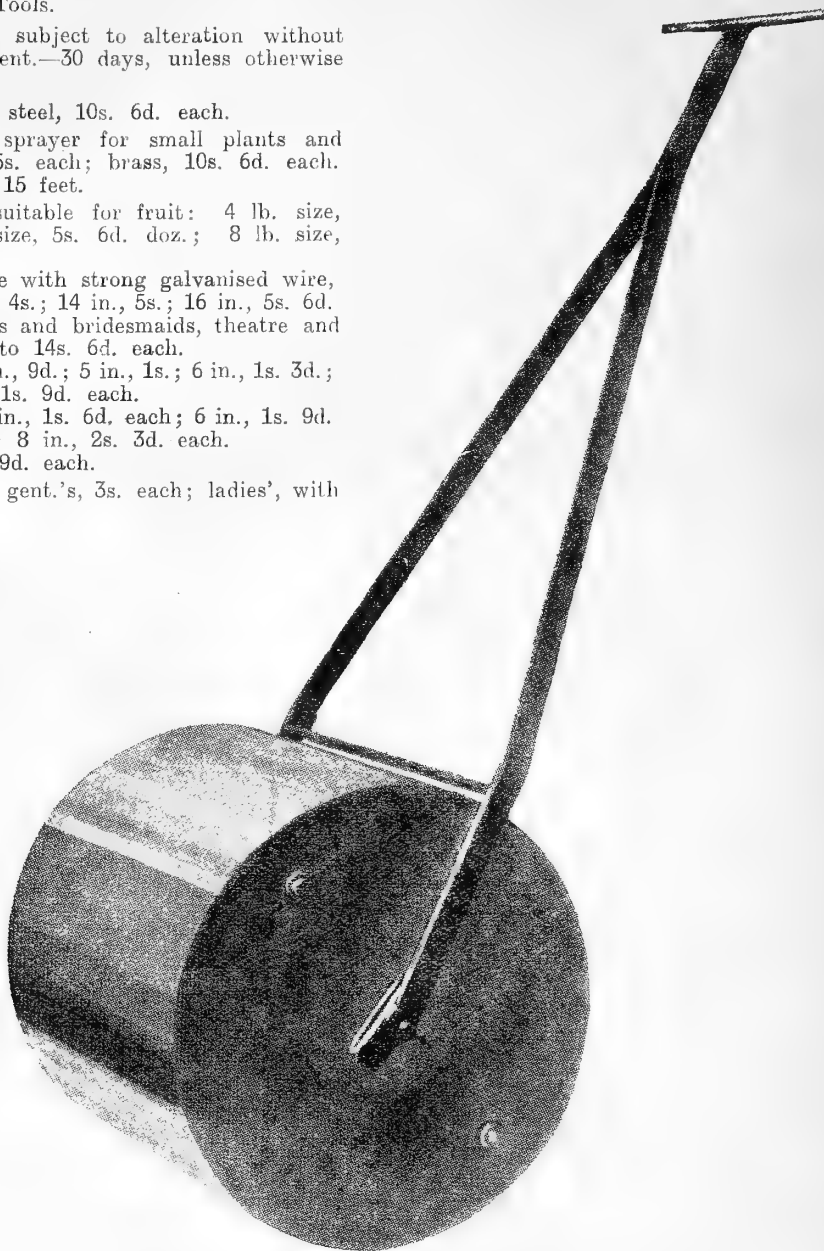 Tools.
subject to alteration without
ent.—30 days, unless otherwise
steel, 10s. 6d. each.
sprayer for small plants and
5s. each; brass, 10s. 6d. each.
15 feet.
suitable for fruit: 4 lb. size,
size, 5s. 6d. doz.; 8 lb. size,
e with strong galvanised wire,
4s.; 14 in., 5s.; 16 in., 5s. 6d.
s and bridesmaids, theatre and
to 14s. 6d. each.
n., 9d.; 5 in., 1s.; 6 in., 1s. 3d.;
1s. 9d. each.
in., 1s. 6d. each; 6 in., 1s. 9d.
8 in., 2s. 3d. each.
9d. each.
gent.'s, 3s. each; ladies', with